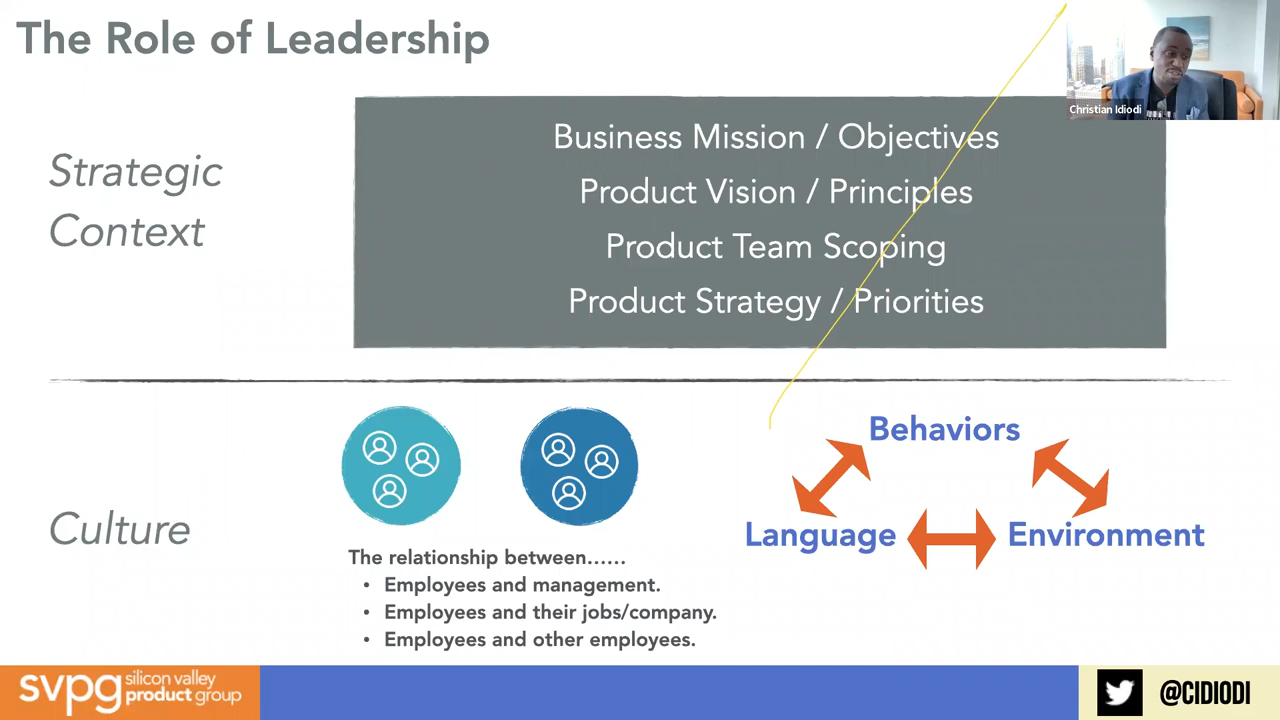 The Role of Leadership
Christian Idiodi
Strategic
Context
Business Mission / Objectives
Product Vision / Principles
Product Team Scoping
Product Strategy / Priorities
Culture
The relationship between……
• Employees and management.
• Employees and their jobs/company.
• Employees and other employees.
Behaviors
Language
Environment
svpg silicon valley
product group
@CIDIODI